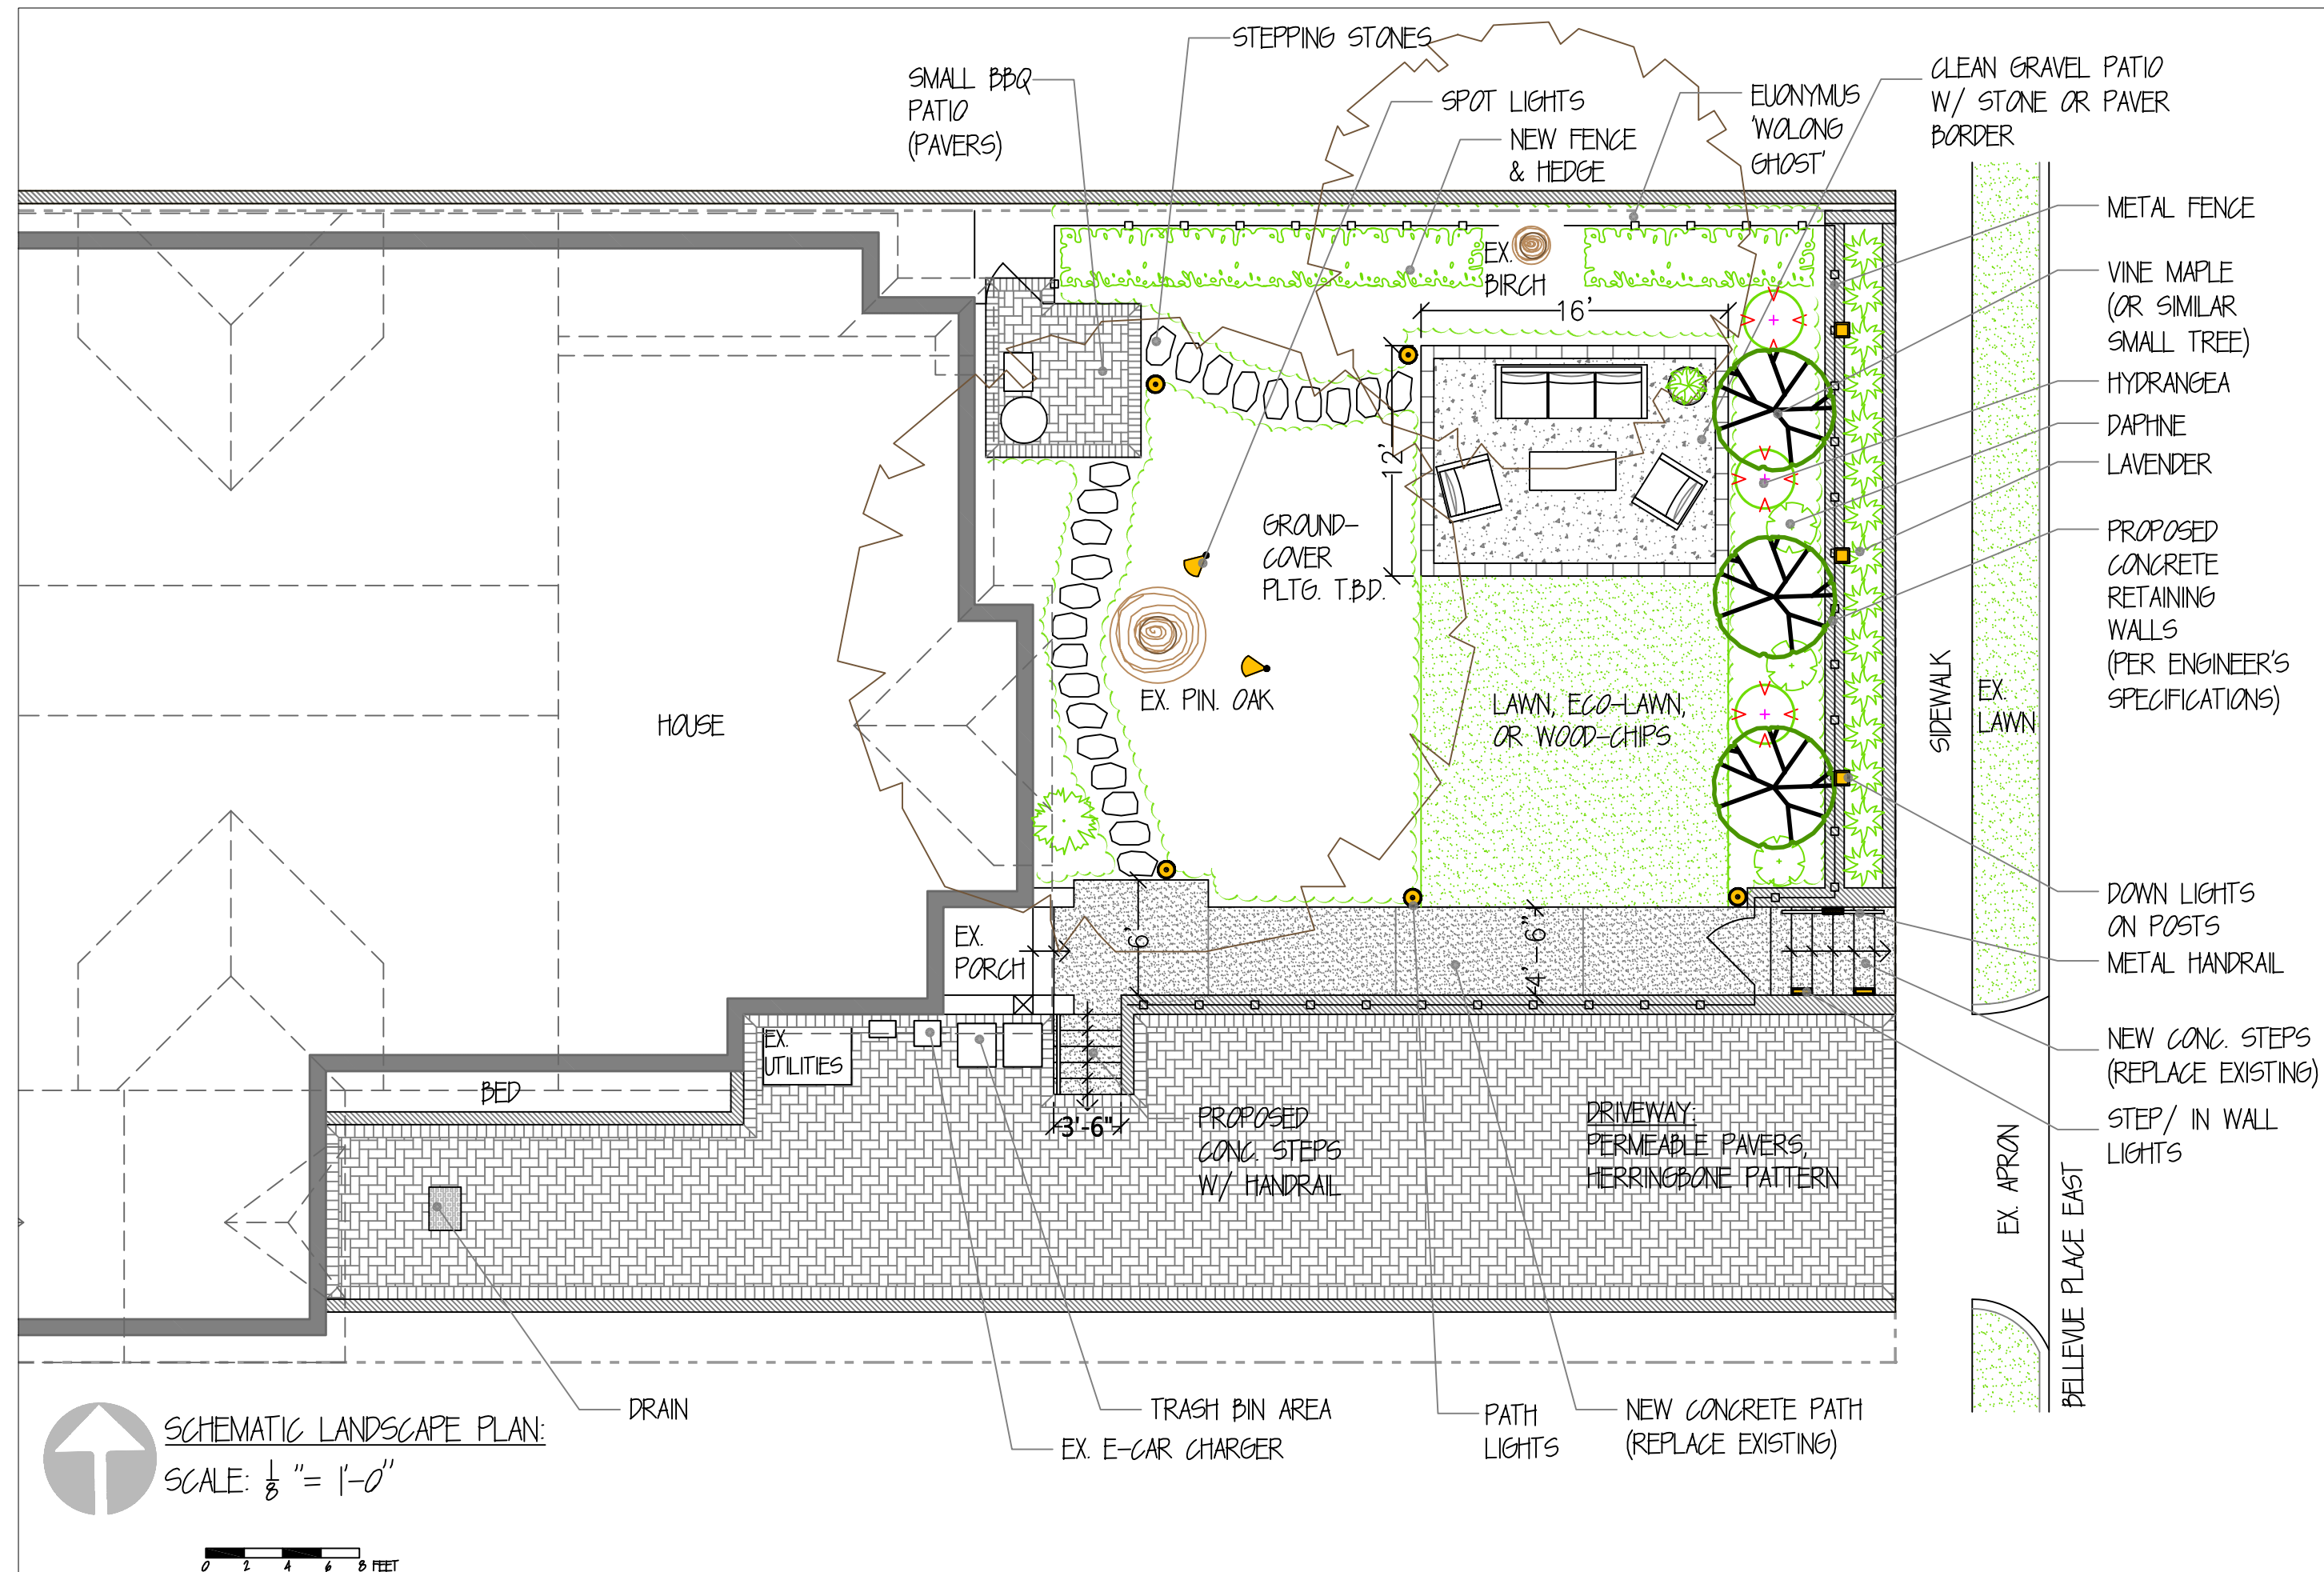 STEPPING STONES
SMALL BBQ
PATIO
(PAVERS)
SPOT LIGHTS
NEW FENCE
& HEDGE
EUONYMUS
'WOLONG
GHOST'
CLEAN GRAVEL PATIO
W/ STONE OR PAVER
BORDER
METAL FENCE
VINE MAPLE
(OR SIMILAR
SMALL TREE)
HYDRANGEA
DAPHNE
LAVENDER
PROPOSED
CONCRETE
RETAINING
WALLS
(PER ENGINEER'S
SPECIFICATIONS)
EX.
BIRCH
16'
12'
GROUND-
COVER
PLTG. T.B.D.
EX. PIN. OAK
HOUSE
LAWN, ECO-LAWN,
OR WOOD-CHIPS
SIDEWALK
EX.
LAWN
DOWN LIGHTS
ON POSTS
METAL HANDRAIL
NEW CONC. STEPS
(REPLACE EXISTING)
STEP/ IN WALL
LIGHTS
EX.
PORCH
6'
4'-6"
EX.
UTILITIES
BED
3'-6"
PROPOSED
CONC. STEPS
W/ HANDRAIL
DRIVEWAY:
PERMEABLE PAVERS,
HERRINGBONE PATTERN
EX. APRON
BELLEVUE PLACE EAST
DRAIN
TRASH BIN AREA
EX. E-CAR CHARGER
PATH
LIGHTS
NEW CONCRETE PATH
(REPLACE EXISTING)
SCHEMATIC LANDSCAPE PLAN:
SCALE: 1/8 "= 1'-0"
0 2 4 6 8 FEET